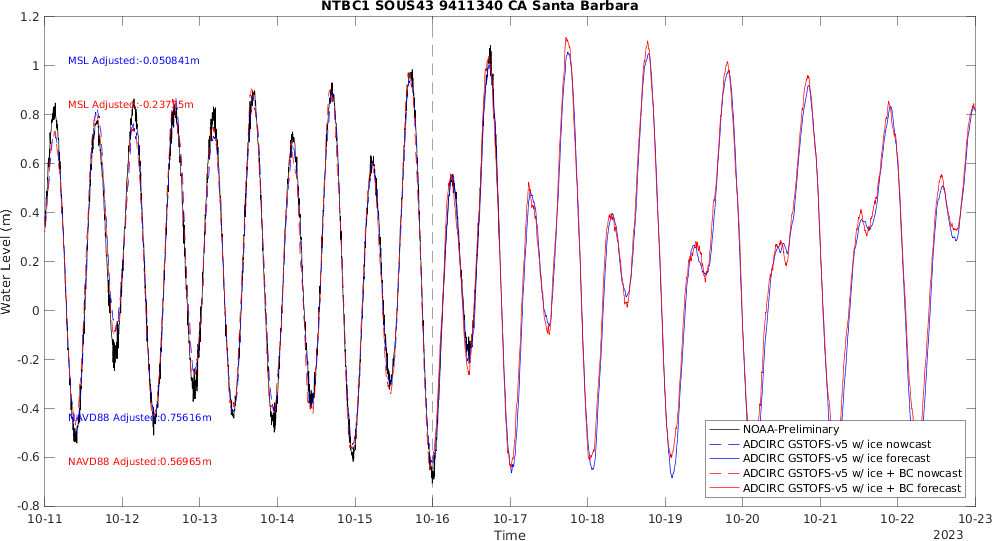 NTBC1 SOUS43 9411340 CA Santa Barbara
1.2
1
0.8
0.6
0.4
0.2
0
-0.2
-0.4
-0.6
-0.8
Water Level (m)
MSL Adjusted:-0.050841m
NAVD88 Adjusted:0.75616m
NAVD88 Adjusted:0.56965m
NOAA-Preliminary
ADCIRC GSTOFS-v5 w/ ice nowcast
ADCIRC GSTOFS-v5 w/ ice forecast
ADCIRC GSTOFS-v5 w/ ice + BC nowcast
ADCIRC GSTOFS-v5 w/ ice + BC forecast
10-11 10-12 10-13 10-14 10-15 10-16 10-17 10-18 10-19 10-20 10-21 10-22 10-23
Time
2023